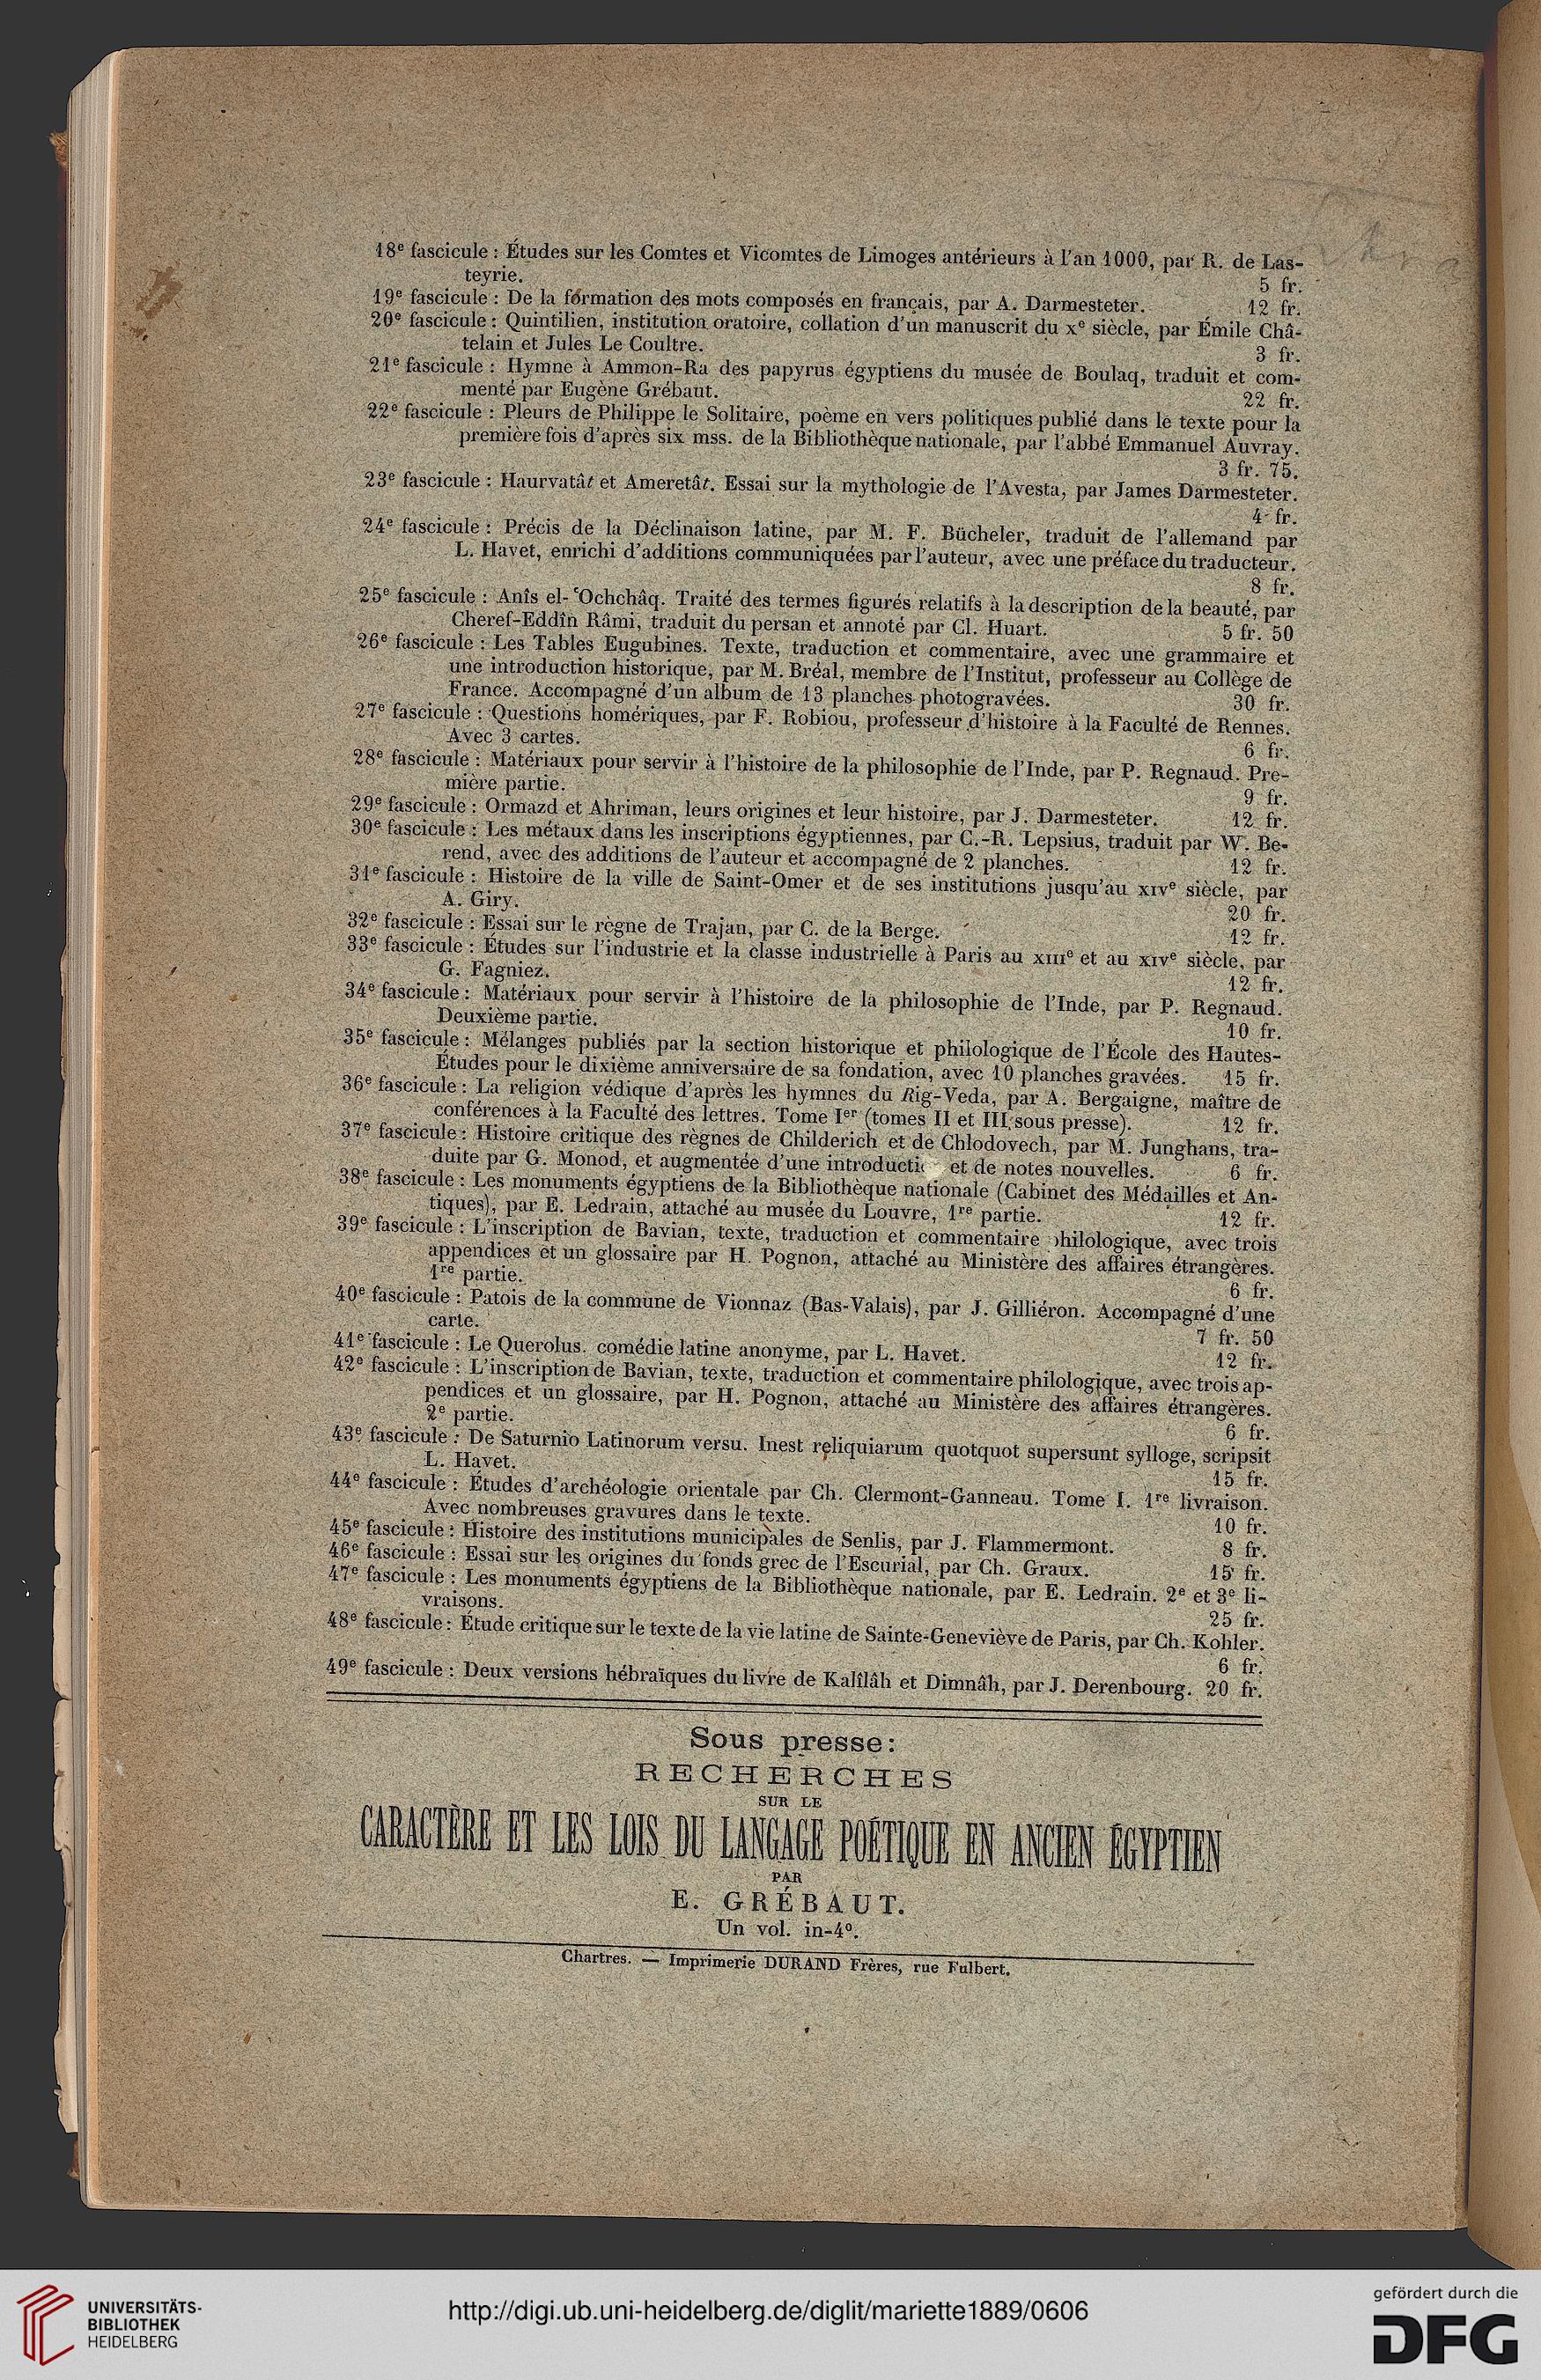 18e fascicule : Études sur les Comtes et Vicomtes de Limoges antérieurs à l'an 1000, par R. de Las-
teyrie. 5 fr.
19e fascicule : De la formation des mots composés en français, par A. Darmesteter. 12 fr.
20e fascicule : Quintilien, institution oratoire, collation d'un manuscrit du xe siècle, par Émile Châ-
telain et Jules Le Coultre. 3 fr.
21e fascicule : Hymne à Ammon-Ra des papyrus égyptiens du musée de Boulaq, traduit et com-
menté par Eugène Grébaut. 22 fr.
22e fascicule : Pleurs de Philippe le Solitaire, poème en vers politiques publié dans le texte pour la
première fois d'après six mss. de la Bibliothèque nationale, par l'abbé Emmanuel Auvray.
3 fr. 75.
23e fascicule : Haurvatât et Ameretât. Essai sur la mythologie de l'Avesta, par James Darmesteter.
4 fr.
24e fascicule : Précis de la Déclinaison latine, par M. F. Bücheler, traduit de l'allemand par
L. Havet, enrichi d'additions communiquées par l'auteur, avec une préface du traducteur.
8 fr.
25e fascicule : Anîs el-ʿOchchâq. Traité des termes figurés relatifs à la description de la beauté, par
Cheref-Eddîn Râmi, traduit du persan et annoté par Cl. Huart. 5 fr. 50
26e fascicule : Les Tables Eugubines. Texte, traduction et commentaire, avec une grammaire et
une introduction historique, par M. Bréal, membre de l'Institut, professeur au Collège de
France. Accompagné d'un album de 13 planches photogravées. 30 fr.
27e fascicule : Questions homériques, par F. Robiou, professeur d'histoire à la Faculté de Rennes.
Avec 3 cartes. 6 fr.
28e fascicule : Matériaux pour servir à l'histoire de la philosophie de l'Inde, par P. Regnaud. Pre-
mière partie. 9 fr.
29e fascicule : Ormazd et Ahriman, leurs origines et leur histoire, par J. Darmesteter. 12 fr.
30e fascicule : Les métaux dans les inscriptions égyptiennes, par C.-R. Lepsius, traduit par W. Be-
rend, avec des additions de l'auteur et accompagné de 2 planches. 12 fr.
31e fascicule : Histoire de la ville de Saint-Omer et de ses institutions jusqu'au xive siècle, par
A. Giry. 20 fr.
32e fascicule : Essai sur le règne de Trajan, par C. de la Berge. 12 fr.
33e fascicule : Études sur l'industrie et la classe industrielle à Paris au xiiie et au xive siècle, par
G. Fagniez. 12 fr.
34e fascicule : Matériaux pour servir à l'histoire de la philosophie de l'Inde, par P. Regnaud.
Deuxième partie. 10 fr.
35e fascicule : Mélanges publiés par la section historique et philologique de l'École des Hautes-
Études pour le dixième anniversaire de sa fondation, avec 10 planches gravées. 15 fr.
36e fascicule : La religion védique d'après les hymnes du Rig-Veda, par A. Bergaigne, maître de
conférences à la Faculté des lettres. Tome Ier (tomes II et III sous presse). 12 fr.
37e fascicule : Histoire critique des règnes de Childerich et de Chlodovech, par M. Junghans, tra-
duite par G. Monod, et augmentée d'une introducti et de notes nouvelles. 6 fr.
38e fascicule : Les monuments égyptiens de la Bibliothèque nationale (Cabinet des Médailles et An-
tiques), par E. Ledrain, attaché au musée du Louvre, 1re partie. 12 fr.
39e fascicule : L'inscription de Bavian, texte, traduction et commentaire philologique, avec trois
appendices et un glossaire par H. Pognon, attaché au Ministère des affaires étrangères.
1re partie. 6 fr.
40e fascicule : Patois de la commune de Vionnaz (Bas-Valais), par J. Gilliéron. Accompagné d'une
carte. 7 fr. 50
41e fascicule : Le Querolus, comédie latine anonyme, par L. Havet. 12 fr.
42e fascicule : L'inscription de Bavian, texte, traduction et commentaire philologique, avec trois ap-
pendices et un glossaire, par H. Pognon, attaché au Ministère des affaires étrangères.
2e partie. 6 fr.
43e fascicule : De Saturnio Latinorum versu. Inest reliquiarum quotquot supersunt sylloge, scripsit
L. Havet. 15 fr.
44e fascicule : Études d'archéologie orientale par Ch. Clermont-Ganneau. Tome I. 1re livraison.
Avec nombreuses gravures dans le texte. 10 fr.
45e fascicule : Histoire des institutions municipales de Senlis, par J. Flammermont. 8 fr.
46e fascicule : Essai sur les origines du fonds grec de l'Escurial, par Ch. Graux. 15 fr.
47e fascicule : Les monuments égyptiens de la Bibliothèque nationale, par E. Ledrain. 2e et 3e li-
vraisons. 25 fr.
48e fascicule : Étude critique sur le texte de la vie latine de Sainte-Geneviève de Paris, par Ch. Kohler.
6 fr.
49e fascicule : Deux versions hébraïques du livre de Kalîlâh et Dimnâh, par J. Derenbourg. 20 fr.
Sous presse:
RECHERCHES
SUR LE
CARACTÈRE ET LES LOIS DU LANGAGE POÉTIQUE EN ANCIEN ÉGYPTIEN
PAR
E. GRÉBAUT.
Un vol. in-4o.
Chartres. — Imprimerie DURAND Frères, rue Fulbert.
UNIVERSITÄTS-
BIBLIOTHEK
HEIDELBERG
http://digi.ub.uni-heidelberg.de/diglit/mariette1889/0606
gefördert durch die
DFG